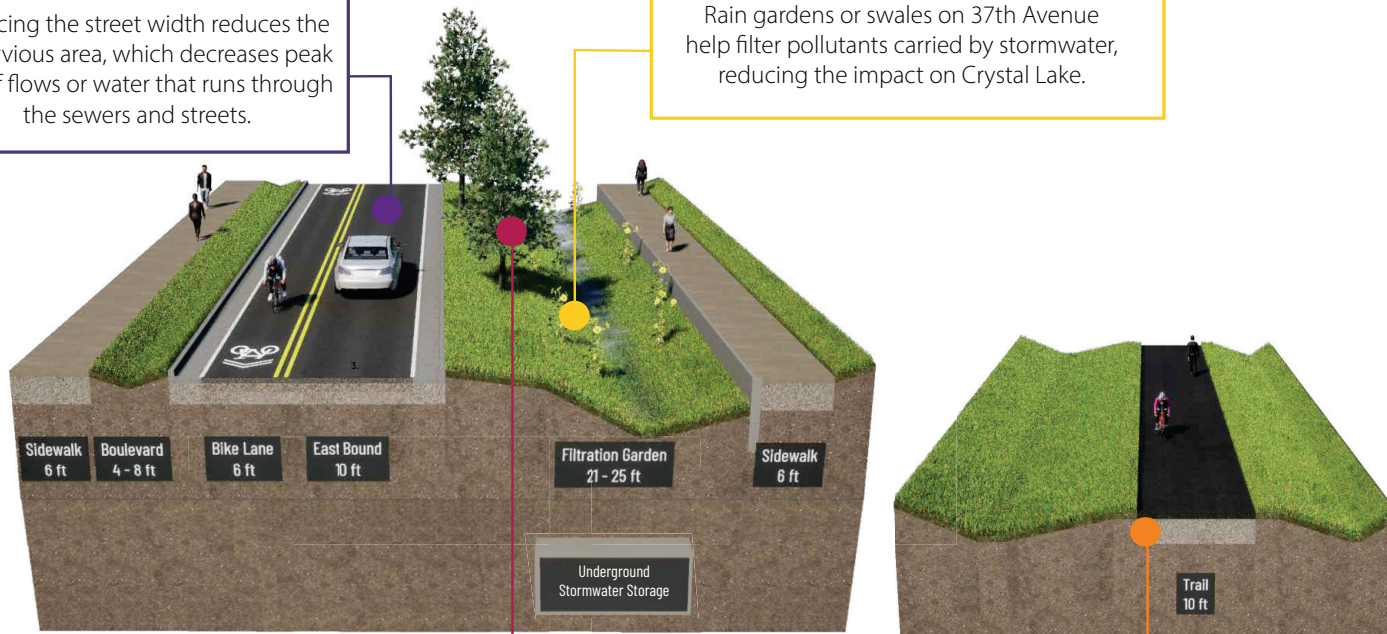 cing the street width reduces the
vious area, which decreases peak
flows or water that runs through
the sewers and streets.
Rain gardens or swales on 37th Avenue
help filter pollutants carried by stormwater,
reducing the impact on Crystal Lake.
3.
Sidewalk
6 ft
Boulevard
4 - 8 ft
Bike Lane
6 ft
East Bound
10 ft
Filtration Garden
21 - 25 ft
Sidewalk
6 ft
Underground
Stormwater Storage
Trail
10 ft